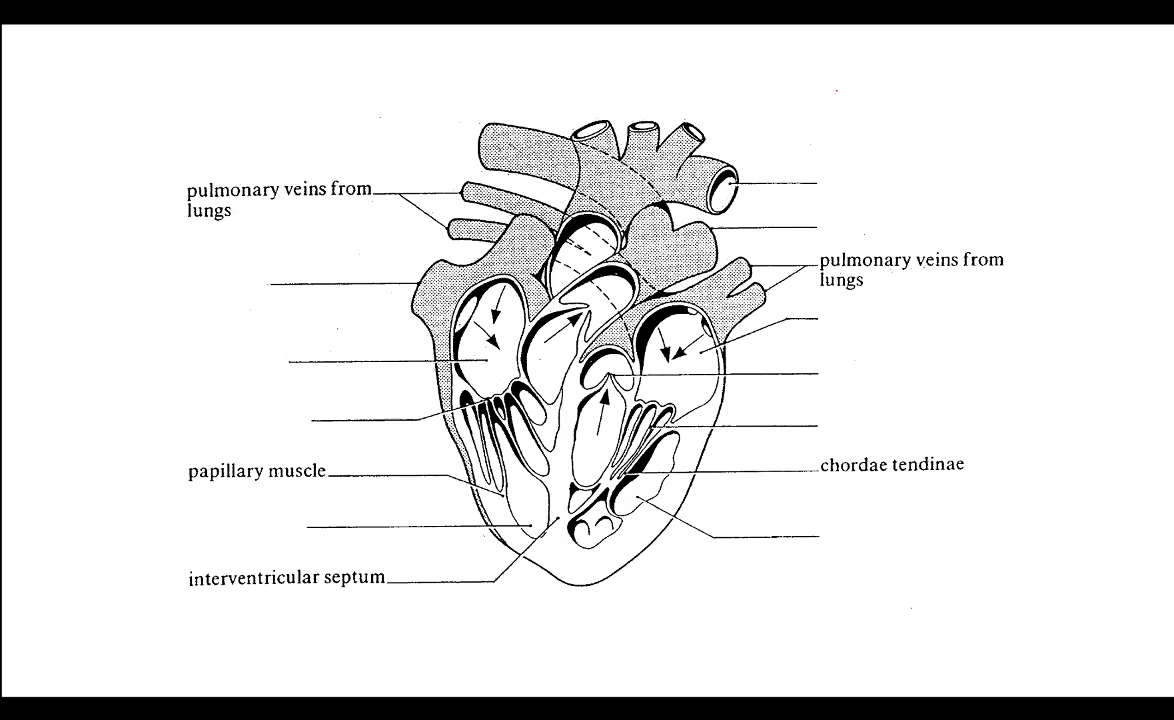 pulmonary veins from
lungs
pulmonary veins from
lungs
papillary muscle
chordae tendinae
interventricular septum